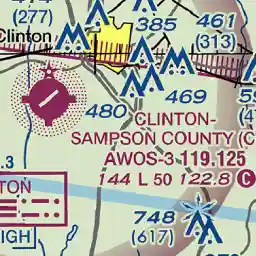 (277)
385
461
(313)
Clinton
480
469
CLINTON-
SAMPSON COUNTY (C
AWOS-3 119.125
144 L 50 122.8 C
.3
TON
748
(617)
IGH